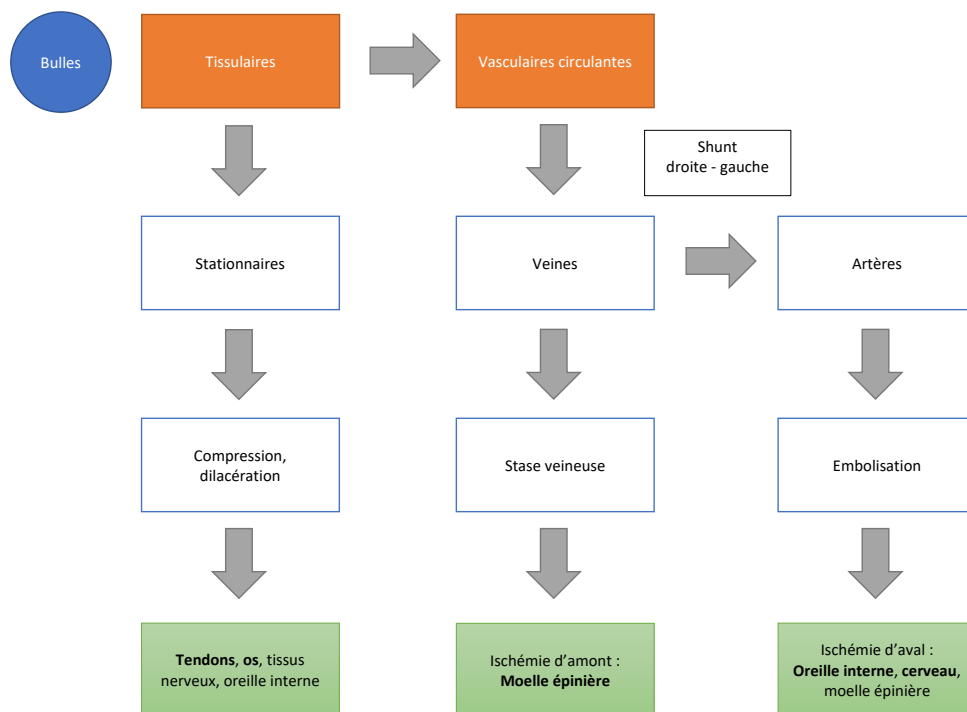 Bulles
Tissulaires
Vasculaires circulantes
Shunt
droite - gauche
Stationnaires
Veines
Artères
Compression,
dilacération
Stase veineuse
Embolisation
Tendons, os, tissus
nerveux, oreille interne
Ischémie d’amont :
Moelle épinière
Ischémie d’aval :
Oreille interne, cerveau,
moelle épinière